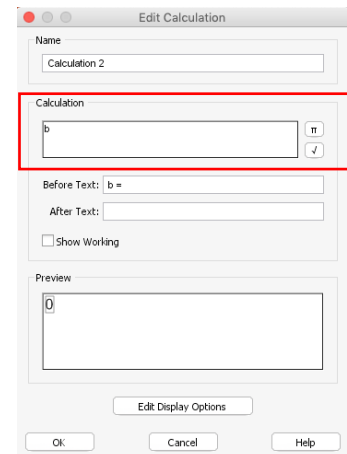 Edit Calculation
Name
Calculation 2
Calculation
b
π
√
Before Text: b =
After Text:
Show Working
Preview
0
Edit Display Options
OK Cancel Help